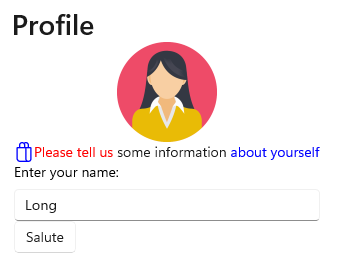 Profile
Please tell us some information about yourself
Enter your name:
Long
Salute